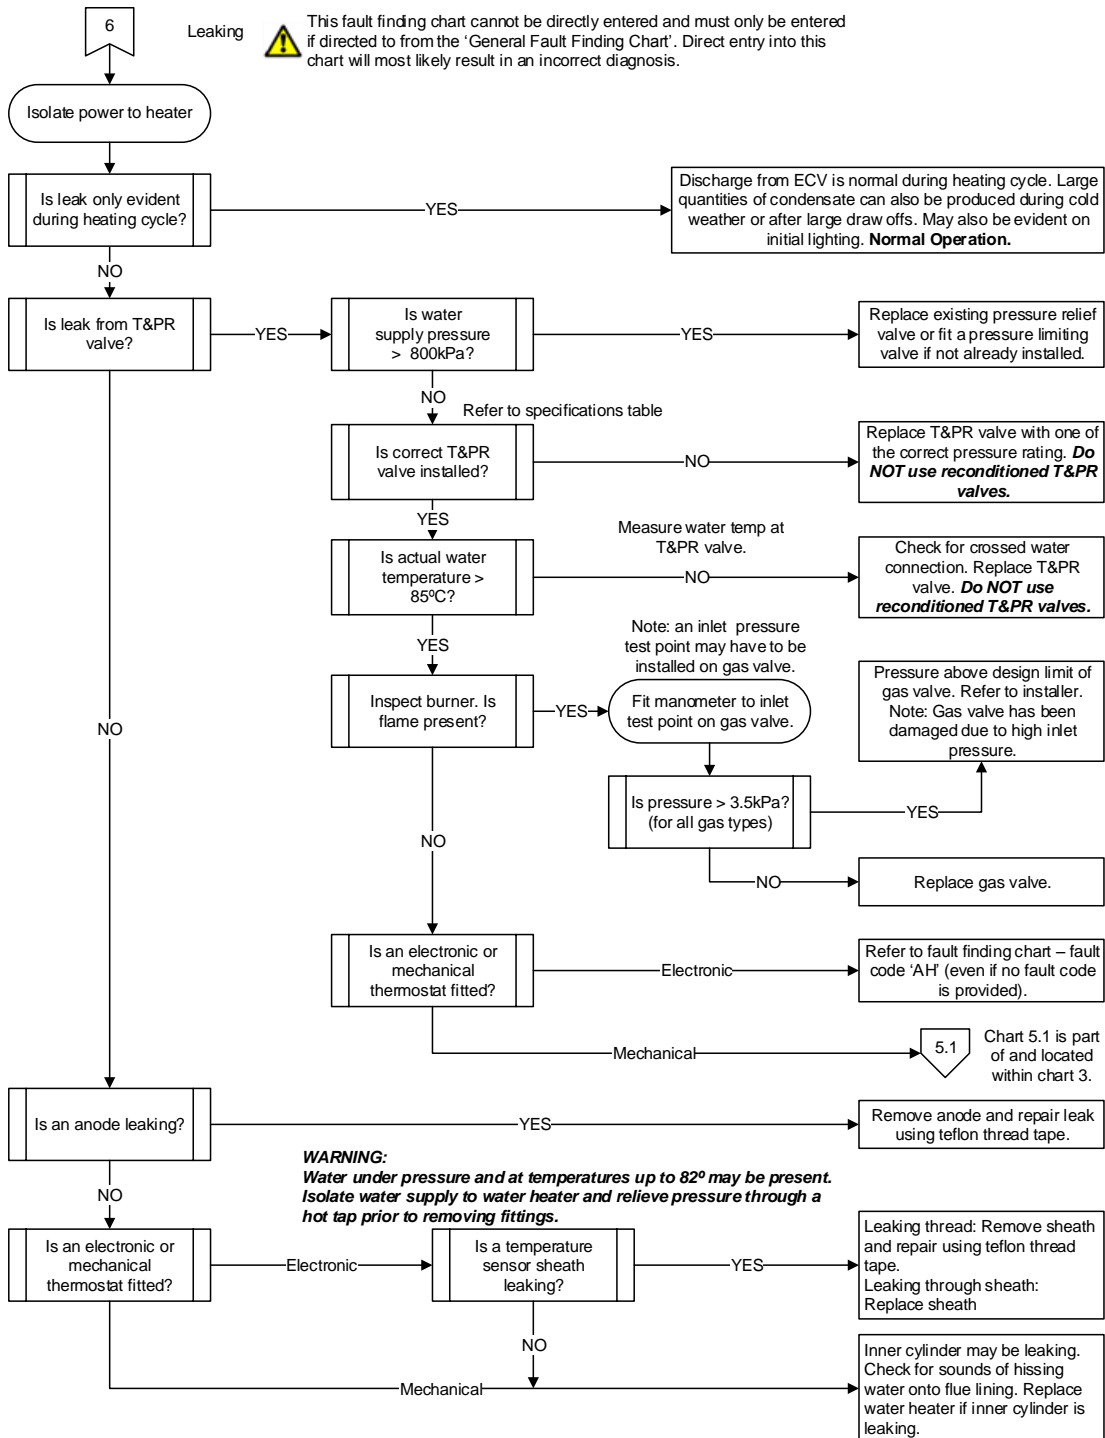 6
Leaking
This fault finding chart cannot be directly entered and must only be entered
if directed to from the ‘General Fault Finding Chart’. Direct entry into this
chart will most likely result in an incorrect diagnosis.
Isolate power to heater
Is leak only evident
during heating cycle?
YES
Discharge from ECV is normal during heating cycle. Large
quantities of condensate can also be produced during cold
weather or after large draw offs. May also be evident on
initial lighting. Normal Operation.
NO
Is leak from T&PR
valve?
YES
Is water
supply pressure
> 800kPa?
YES
Replace existing pressure relief
valve or fit a pressure limiting
valve if not already installed.
NO
Refer to specifications table
Is correct T&PR
valve installed?
NO
Replace T&PR valve with one of
the correct pressure rating. Do
NOT use reconditioned T&PR
valves.
YES
Measure water temp at
T&PR valve.
Is actual water
temperature >
85ºC?
NO
Check for crossed water
connection. Replace T&PR
valve. Do NOT use
reconditioned T&PR valves.
YES
Note: an inlet pressure
test point may have to be
installed on gas valve.
Inspect burner. Is
flame present?
YES
Fit manometer to inlet
test point on gas valve.
Pressure above design limit of
gas valve. Refer to installer.
Note: Gas valve has been
damaged due to high inlet
pressure.
NO
Is pressure > 3.5kPa?
(for all gas types)
YES
NO
NO
Replace gas valve.
Is an electronic or
mechanical
thermostat fitted?
Electronic
Refer to fault finding chart – fault
code ‘AH’ (even if no fault code
is provided).
Mechanical
5.1
Chart 5.1 is part
of and located
within chart 3.
Is an anode leaking?
YES
Remove anode and repair leak
using teflon thread tape.
WARNING:
Water under pressure and at temperatures up to 82º may be present.
Isolate water supply to water heater and relieve pressure through a
hot tap prior to removing fittings.
NO
Is an electronic or
mechanical
thermostat fitted?
Electronic
Is a temperature
sensor sheath
leaking?
YES
Leaking thread: Remove sheath
and repair using teflon thread
tape.
Leaking through sheath:
Replace sheath
NO
Mechanical
Inner cylinder may be leaking.
Check for sounds of hissing
water onto flue lining. Replace
water heater if inner cylinder is
leaking.